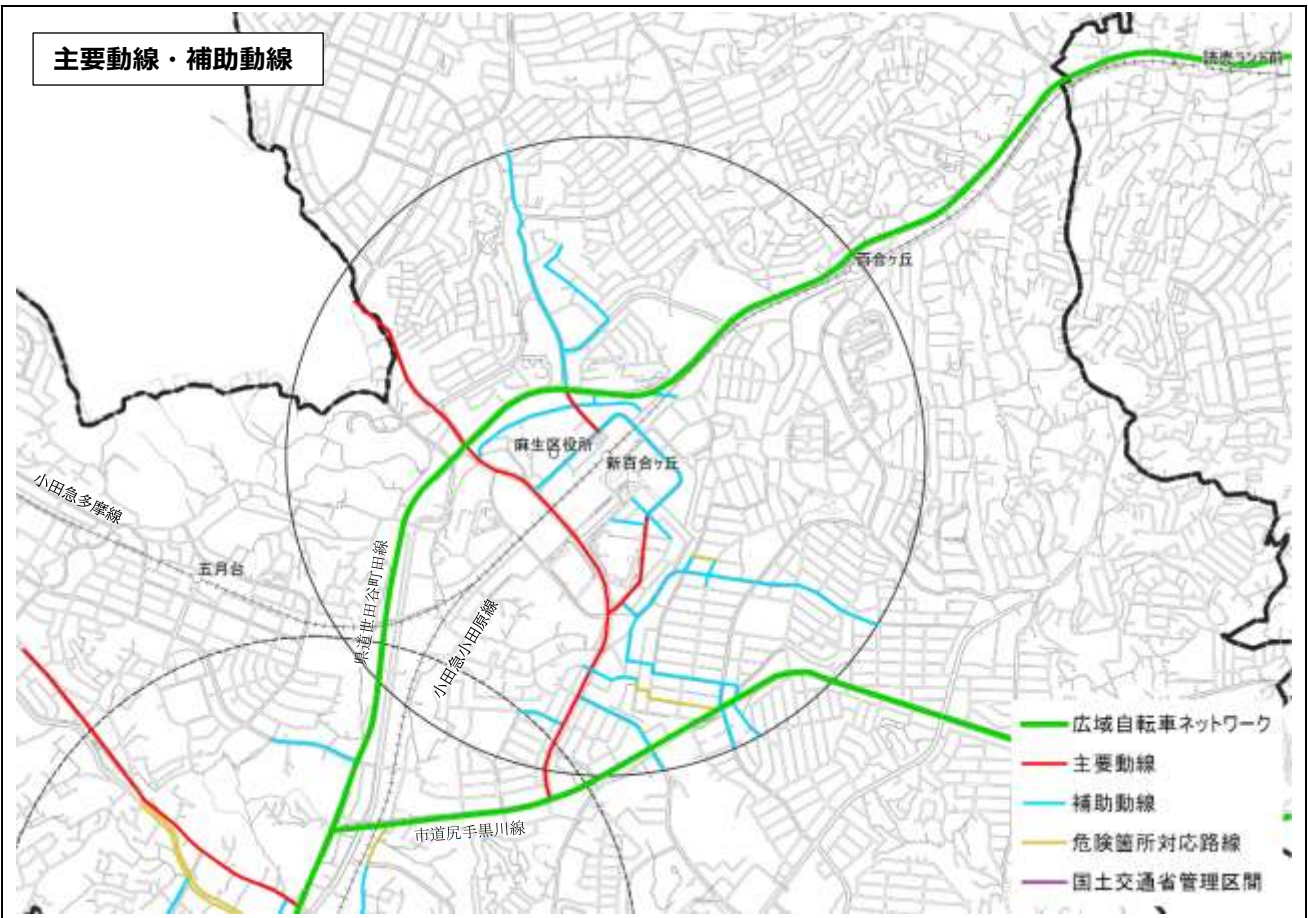 主要動線・補助動線
読売ランド前
百合ヶ丘
麻生区役所
新百合ヶ丘
小田急多摩線
五月台
県道世田谷町田線
小田急小田原線
市道尻手黒川線
広域自転車ネットワーク
主要動線
補助動線
危険箇所対応路線
国土交通省管理区間